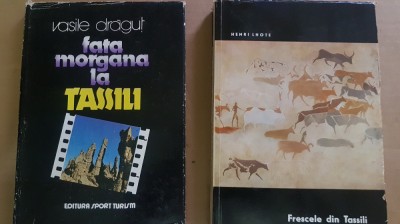 vasile drăguț
fata
morgana
la
TASSILI
EDITURA SPORT TURISM
HENRI LHOTE
Frescele din Tassili